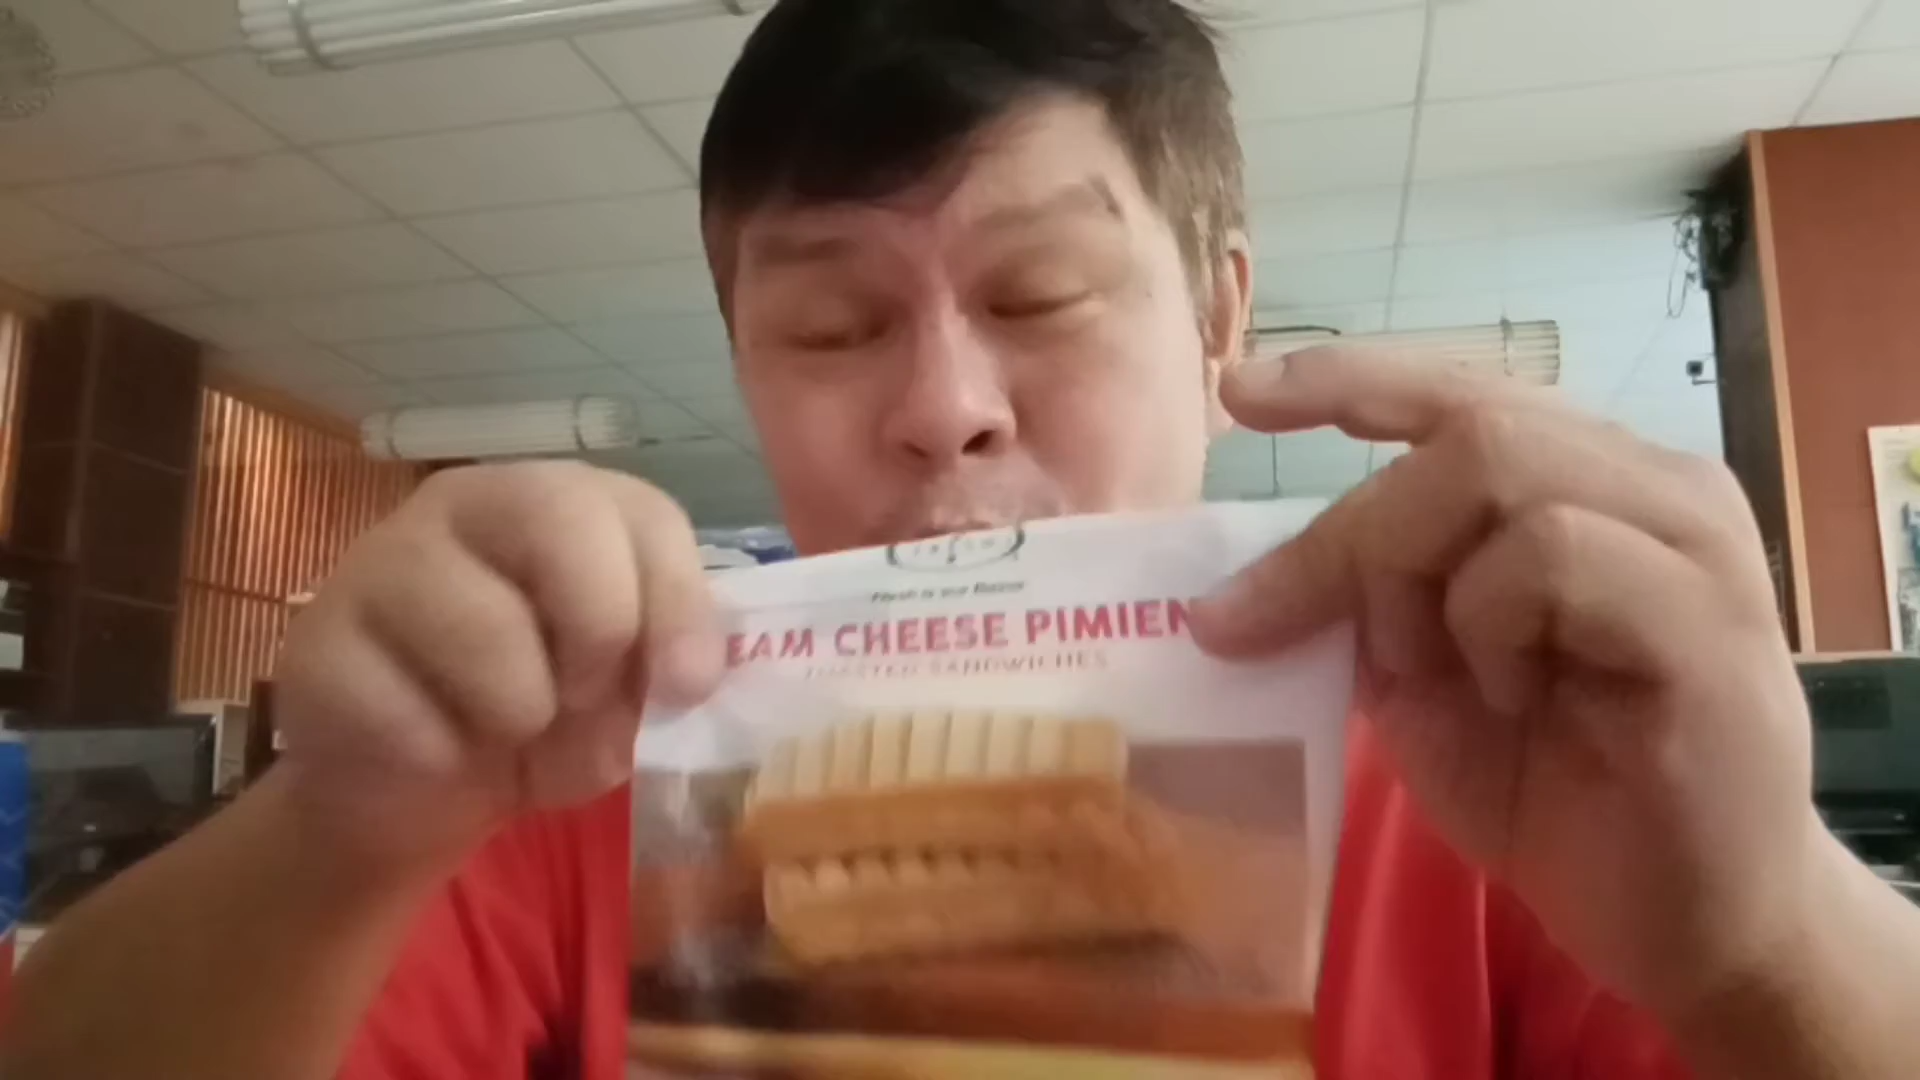 Fresh is our Flavor
EAM CHEESE PIMIEN
TOASTED SANDWICHES